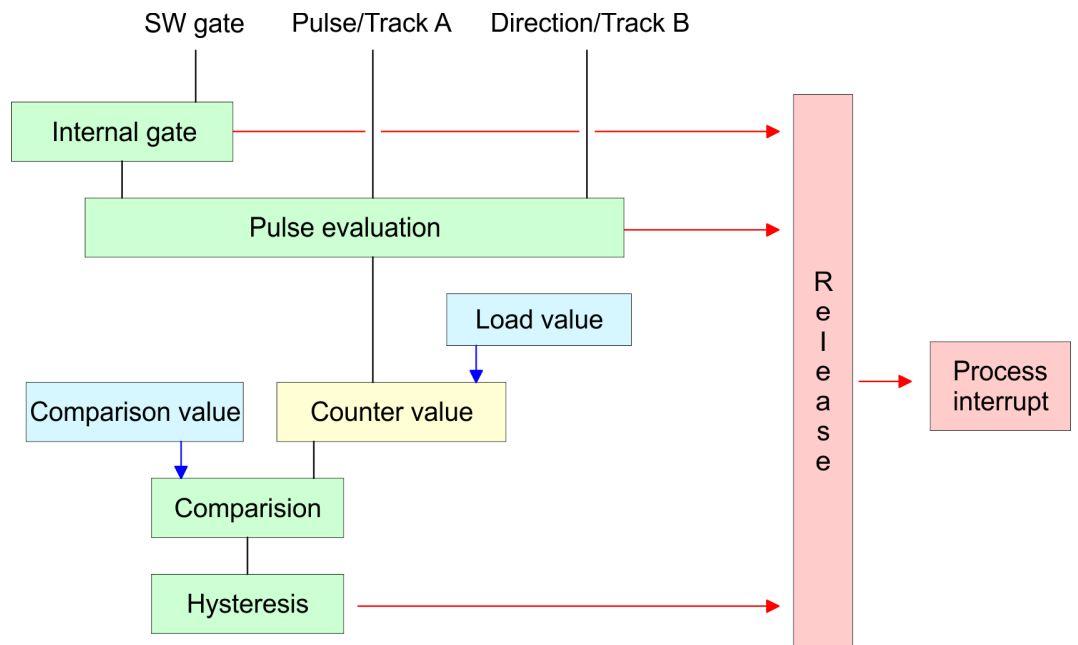 SW gate
Pulse/Track A
Direction/Track B
Internal gate
Pulse evaluation
Load value
Comparison value
Counter value
Comparision
Hysteresis
Release
Process
interrupt